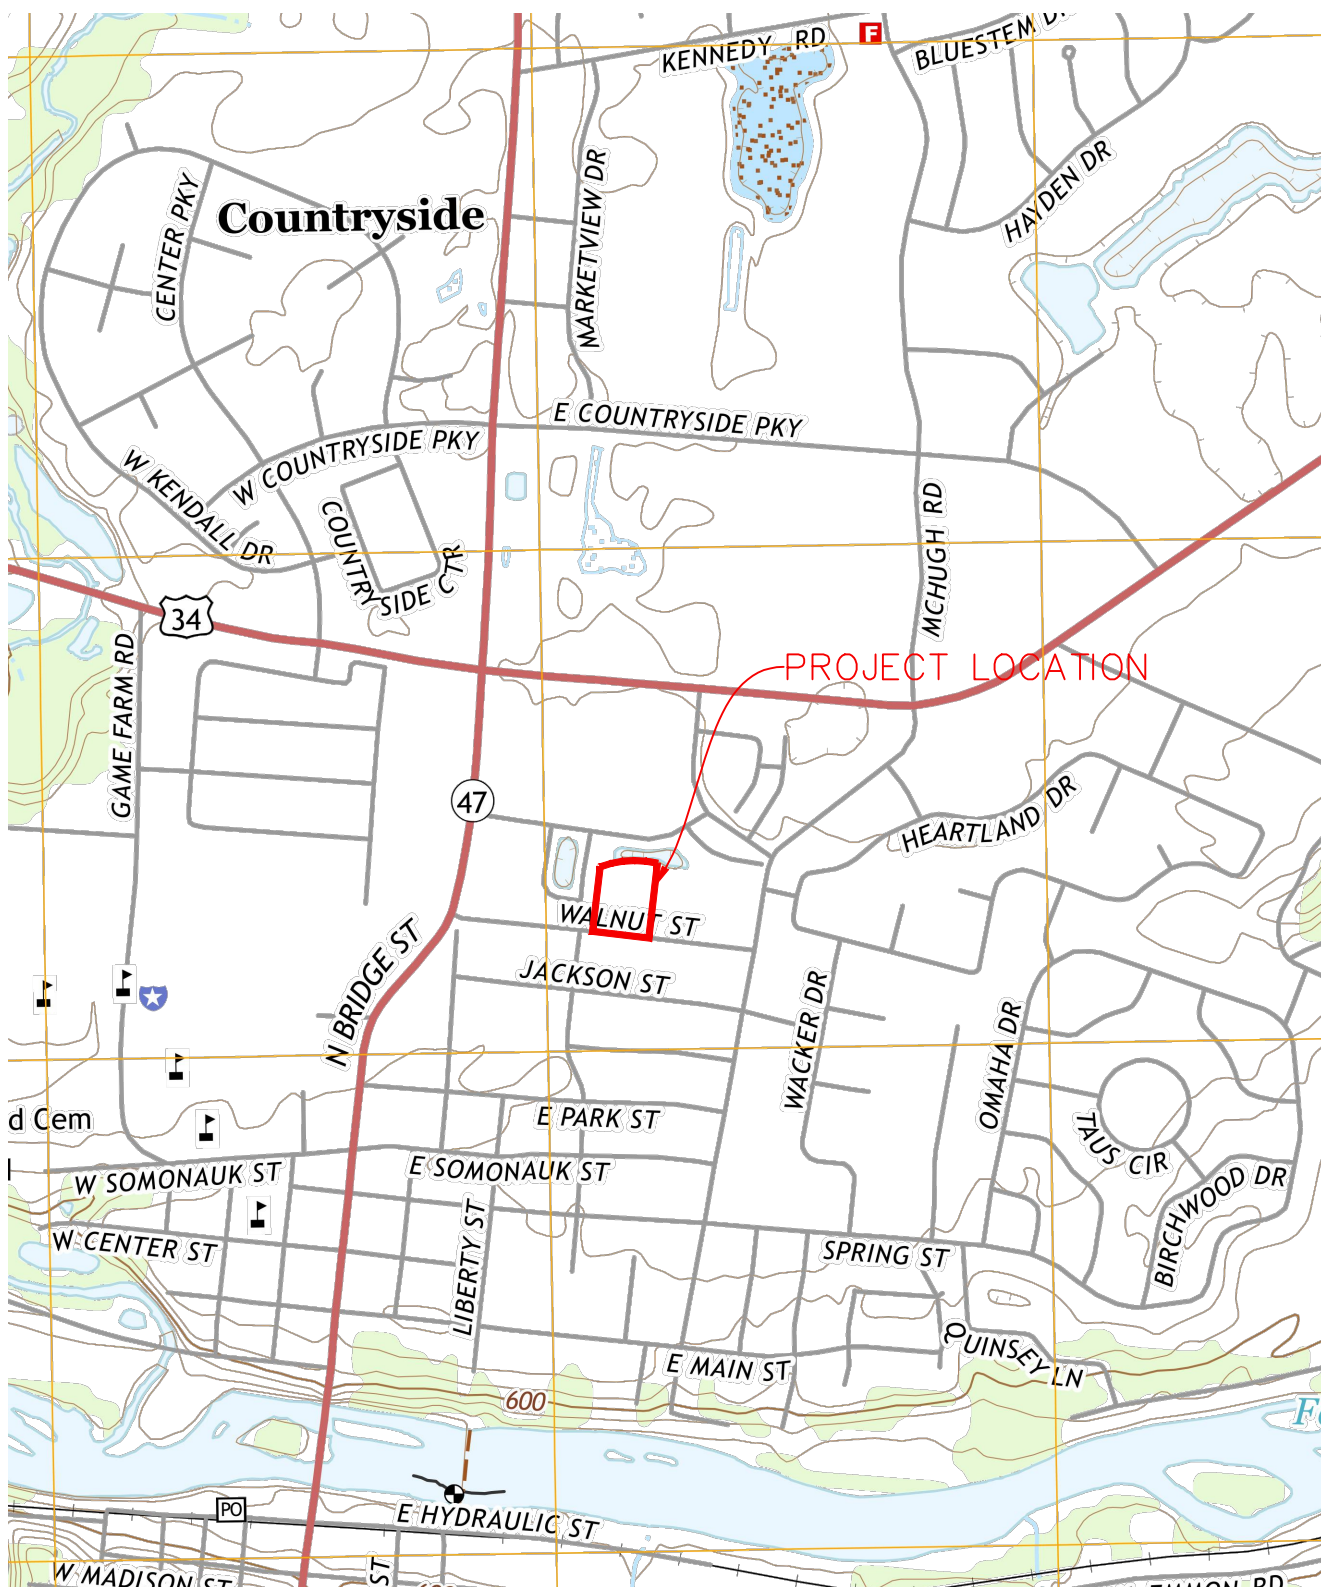 KENNEDY RD
F
BLUESTEM DR
HAYDEN DR
CENTER PKY
Countryside
MARKETVIEW DR
E COUNTRYSIDE PKY
W COUNTRYSIDE PKY
W KENDALL DR
COUNTRYSIDE CTR
MCHUGH RD
34
GAME FARM RD
PROJECT LOCATION
47
HEARTLAND DR
WALNUT ST
N BRIDGE ST
JACKSON ST
WACKER DR
OMAHA DR
d Cem
E PARK ST
TAUS CIR
W SOMONAUK ST
E SOMONAUK ST
BIRCHWOOD DR
W CENTER ST
LIBERTY ST
SPRING ST
QUINSEY LN
E MAIN ST
600
PO
E HYDRAULIC ST
W MADISON ST
ST
RD